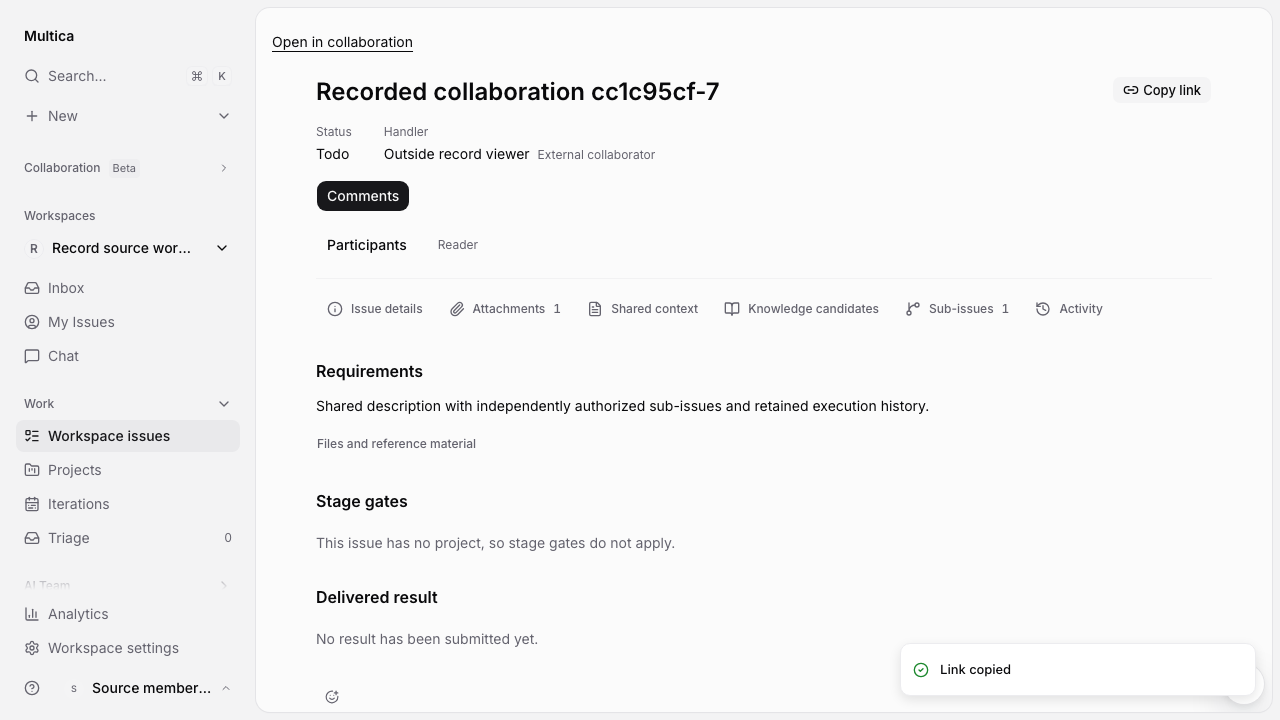 Multica
Search...
⌘ K
New
Collaboration Beta
Workspaces
R Record source wor...
Inbox
My Issues
Chat
Work
Workspace issues
Projects
Iterations
Triage 0
AI Team
Analytics
Workspace settings
s Source member...
Open in collaboration
Recorded collaboration cc1c95cf-7
Copy link
Status Handler
Todo Outside record viewer External collaborator
Comments
Participants Reader
Issue details Attachments 1 Shared context Knowledge candidates Sub-issues 1 Activity
Requirements
Shared description with independently authorized sub-issues and retained execution history.
Files and reference material
Stage gates
This issue has no project, so stage gates do not apply.
Delivered result
No result has been submitted yet.
Link copied